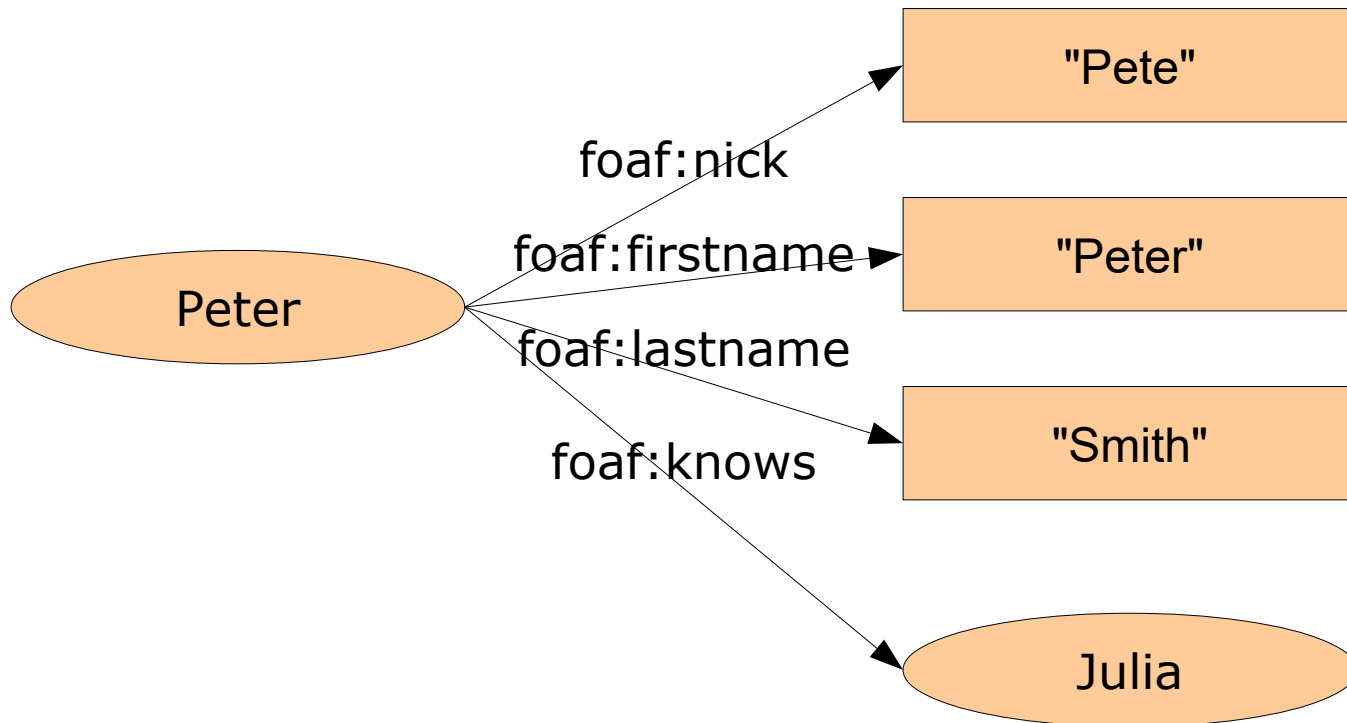 "Pete"
foaf:nick
foaf:firstname
"Peter"
Peter
foaf:lastname
"Smith"
foaf:knows
Julia